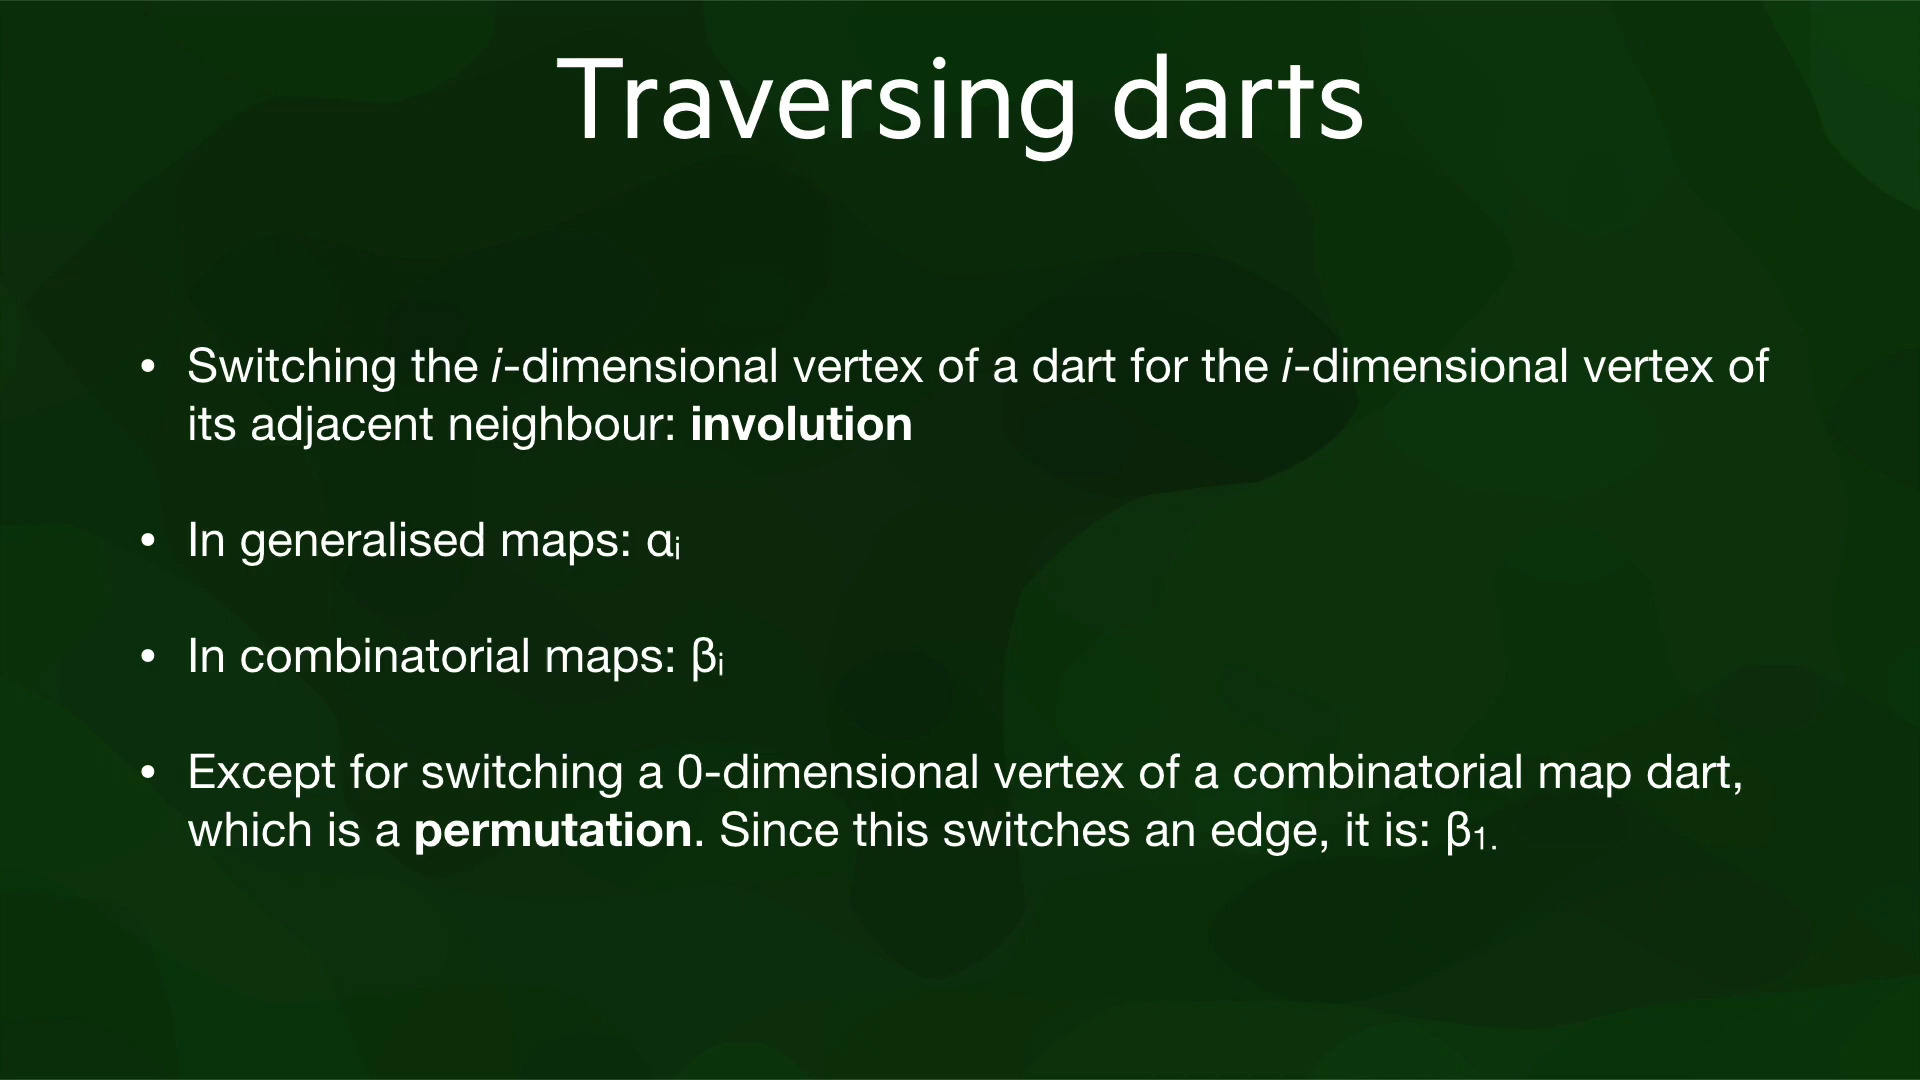 Traversing darts
• Switching the i-dimensional vertex of a dart for the i-dimensional vertex of
its adjacent neighbour: involution
• In generalised maps: αᵢ
• In combinatorial maps: βᵢ
• Except for switching a 0-dimensional vertex of a combinatorial map dart,
which is a permutation. Since this switches an edge, it is: β₁.